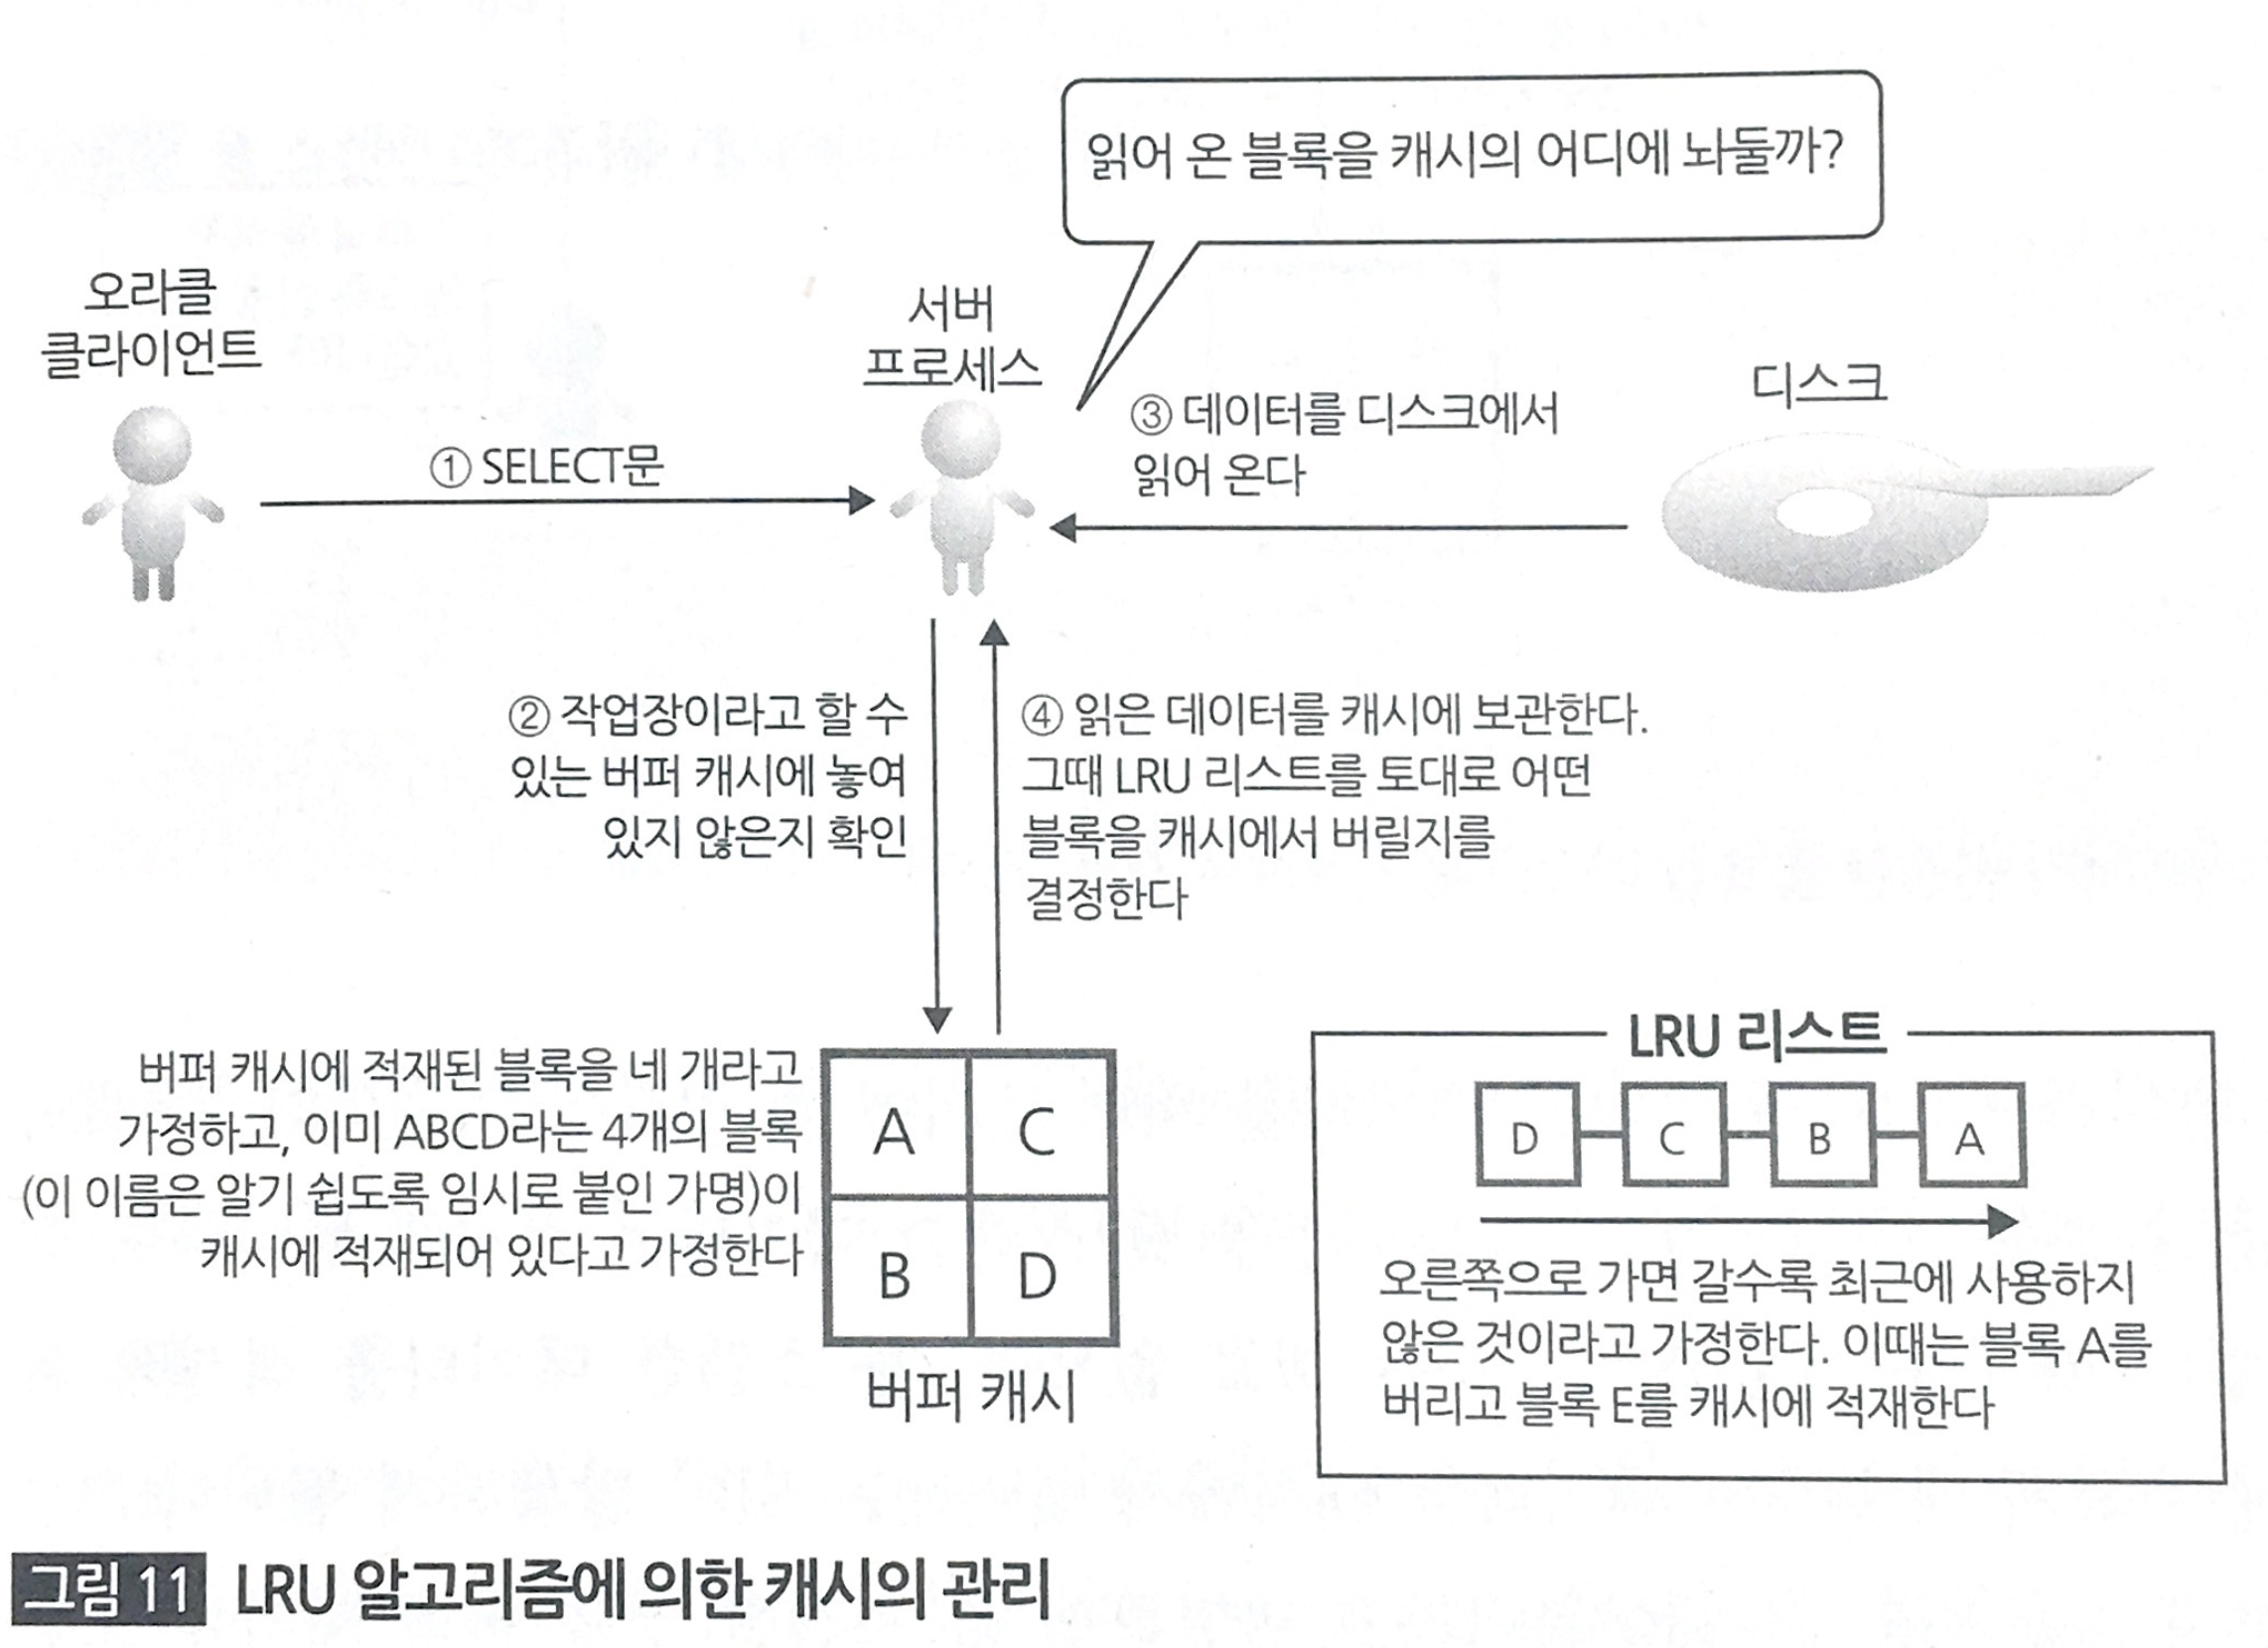 읽어 온 블록을 캐시의 어디에 놔둘까?
오라클
클라이언트
서버
프로세스
디스크
① SELECT문
③ 데이터를 디스크에서
읽어 온다
② 작업장이라고 할 수
있는 버퍼 캐시에 놓여
있지 않은지 확인
④ 읽은 데이터를 캐시에 보관한다.
그때 LRU 리스트를 토대로 어떤
블록을 캐시에서 버릴지를
결정한다
버퍼 캐시에 적재된 블록을 네 개라고
가정하고, 이미 ABCD라는 4개의 블록
(이 이름은 알기 쉽도록 임시로 붙인 가명)이
캐시에 적재되어 있다고 가정한다
A C
B D
버퍼 캐시
LRU 리스트
D C B A
오른쪽으로 가면 갈수록 최근에 사용하지
않은 것이라고 가정한다. 이때는 블록 A를
버리고 블록 E를 캐시에 적재한다
그림 11 LRU 알고리즘에 의한 캐시의 관리